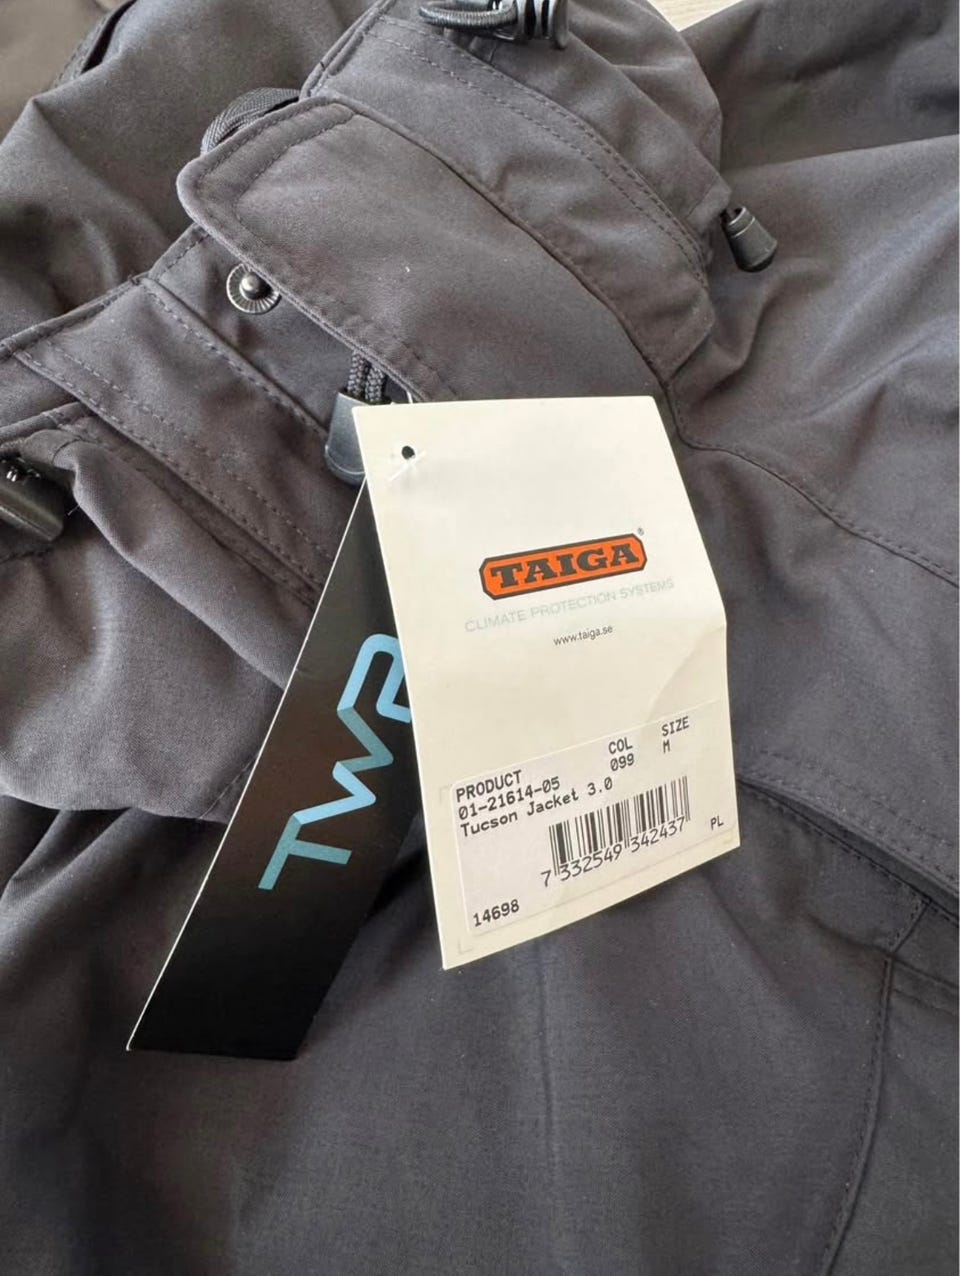 TAIGA®
CLIMATE PROTECTION SYSTEMS
www.taiga.se
PRODUCT COL SIZE
01-21614-05 099 M
Tucson Jacket 3.0
7 332549 342437
PL
14698